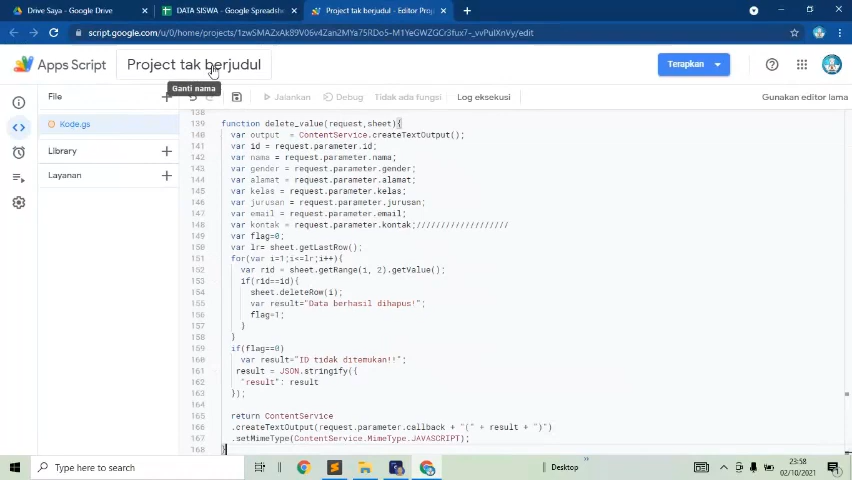 Drive Saya - Google Drive
DATA SISWA - Google Spreadshe
Project tak berjudul - Editor Proj
script.google.com/u/0/home/projects/1zwSMAZxAk89V06v4Zan2MYa75RDo5-M1YeGWZGC3rfux7-_vvPulXnVy/edit
Apps Script
Project tak berjudul
Terapkan
Ganti nama
File
Jalankan
Debug
Tidak ada fungsi
Log eksekusi
Gunakan editor lama
Kode.gs
Library
Layanan
138
139 function delete_value(request,sheet){
140 var output = ContentService.createTextOutput();
141 var id = request.parameter.id;
142 var nama = request.parameter.nama;
143 var gender = request.parameter.gender;
144 var alamat = request.parameter.alamat;
145 var kelas = request.parameter.kelas;
146 var jurusan = request.parameter.jurusan;
147 var email = request.parameter.email;
148 var kontak = request.parameter.kontak;///////////////////
149 var flag=0;
150 var lr= sheet.getLastRow();
151 for(var i=1;i<=lr;i++){
152 var rid = sheet.getRange(i, 2).getValue();
153 if(rid==id){
154 sheet.deleteRow(i);
155 var result="Data berhasil dihapus!";
156 flag=1;
157 }
158 }
159 if(flag==0)
160 var result="ID tidak ditemukan!!";
161 result = JSON.stringify({
162 "result": result
163 });
164
165 return ContentService
166 .createTextOutput(request.parameter.callback + "(" + result + ")")
167 .setMimeType(ContentService.MimeType.JAVASCRIPT);
168 }
Type here to search
Desktop
23:58
02/10/2021